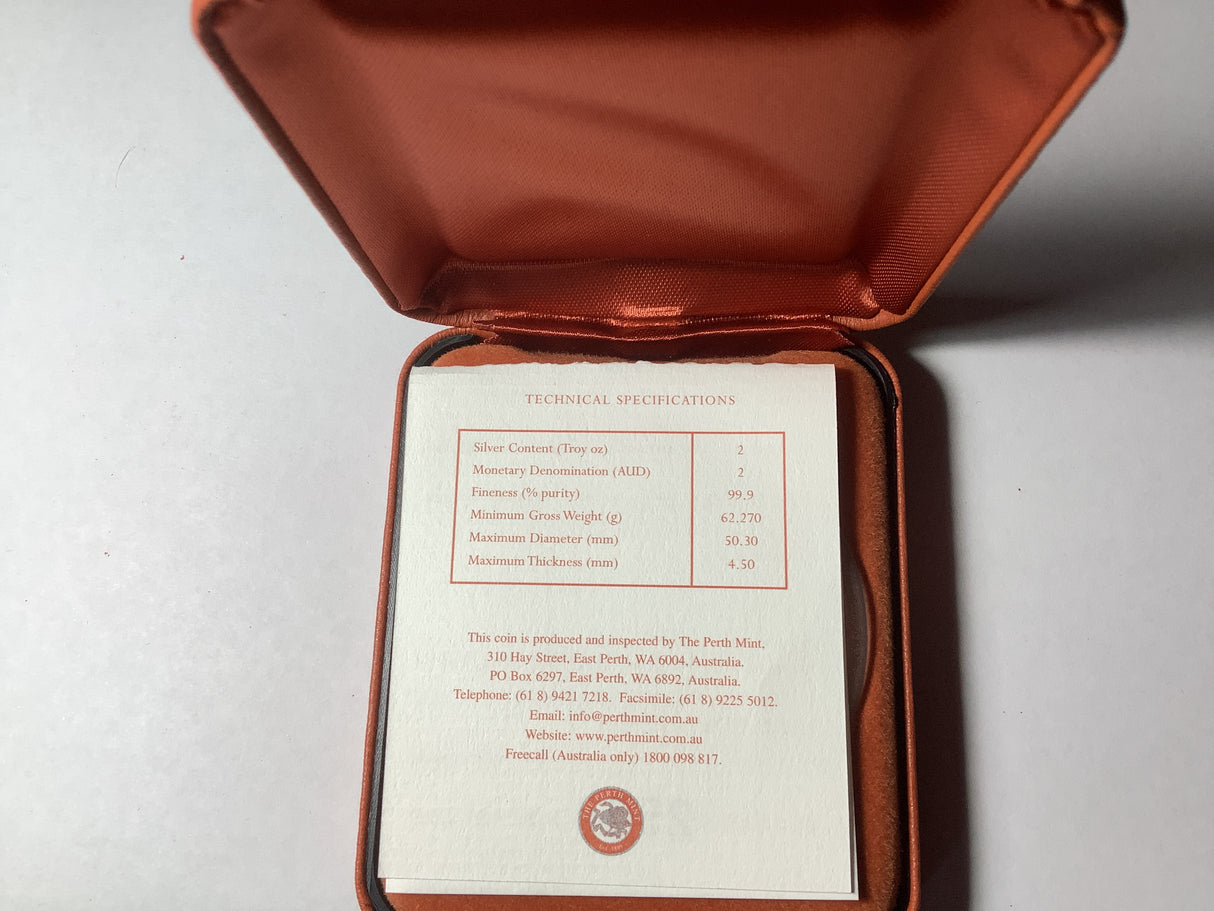 TECHNICAL SPECIFICATIONS
Silver Content (Troy oz) 2
Monetary Denomination (AUD) 2
Fineness (% purity) 99.9
Minimum Gross Weight (g) 62.270
Maximum Diameter (mm) 50.30
Maximum Thickness (mm) 4.50
This coin is produced and inspected by The Perth Mint,
310 Hay Street, East Perth, WA 6004, Australia.
PO Box 6297, East Perth, WA 6892, Australia.
Telephone: (61 8) 9421 7218. Facsimile: (61 8) 9225 5012.
Email: info@perthmint.com.au
Website: www.perthmint.com.au
Freecall (Australia only) 1800 098 817.
THE PERTH MINT